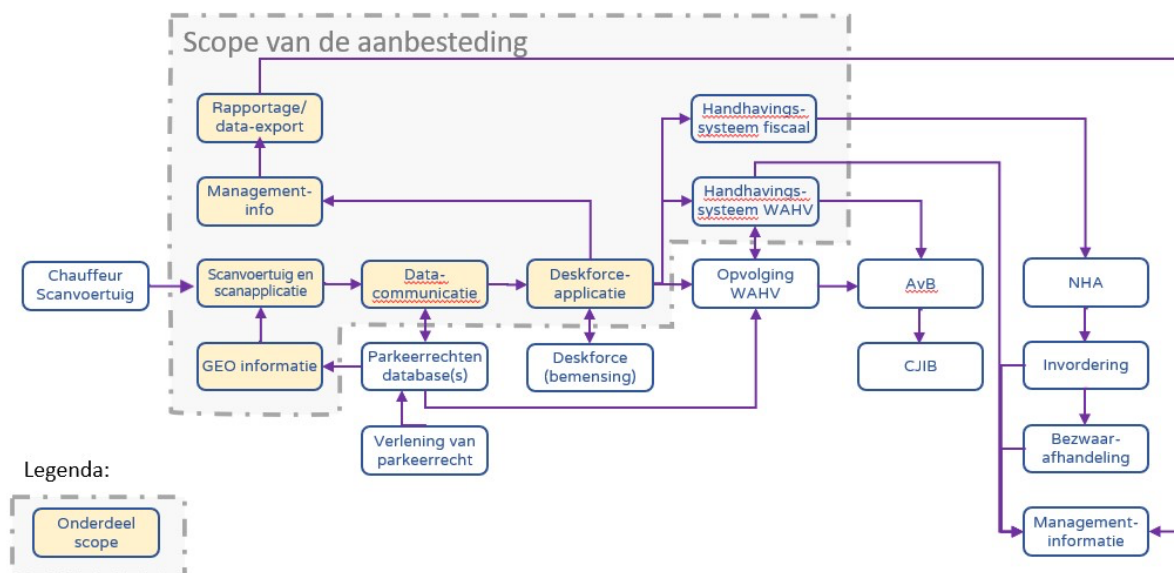 Scope van de aanbesteding
Rapportage/
data-export
Handhavings-
systeem fiscaal
Management-
info
Handhavings-
systeem WAHV
Chauffeur
Scanvoertuig
Scanvoertuig en
scanapplicatie
Data-
communicatie
Deskforce-
applicatie
Opvolging
WAHV
AvB
NHA
GEO informatie
Parkeerrechten
database(s)
Deskforce
(bemensing)
CJIB
Invordering
Verlening van
parkeerrecht
Bezwaar-
afhandeling
Legenda:
Onderdeel
scope
Management-
informatie